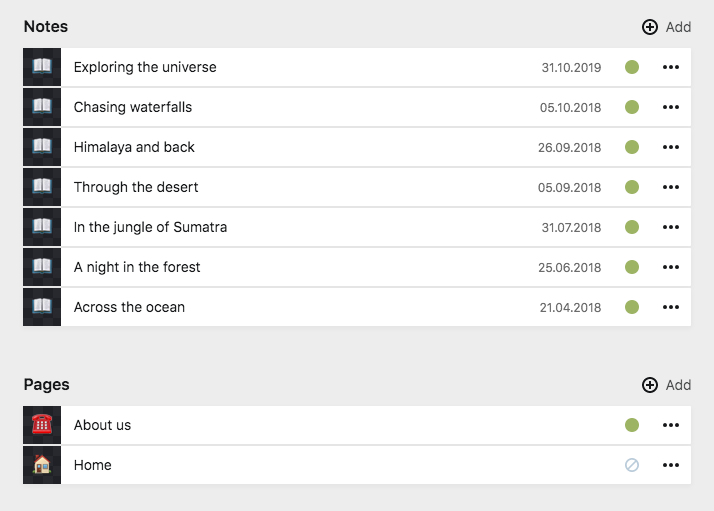 Notes Add
Exploring the universe 31.10.2019
Chasing waterfalls 05.10.2018
Himalaya and back 26.09.2018
Through the desert 05.09.2018
In the jungle of Sumatra 31.07.2018
A night in the forest 25.06.2018
Across the ocean 21.04.2018
Pages Add
About us
Home